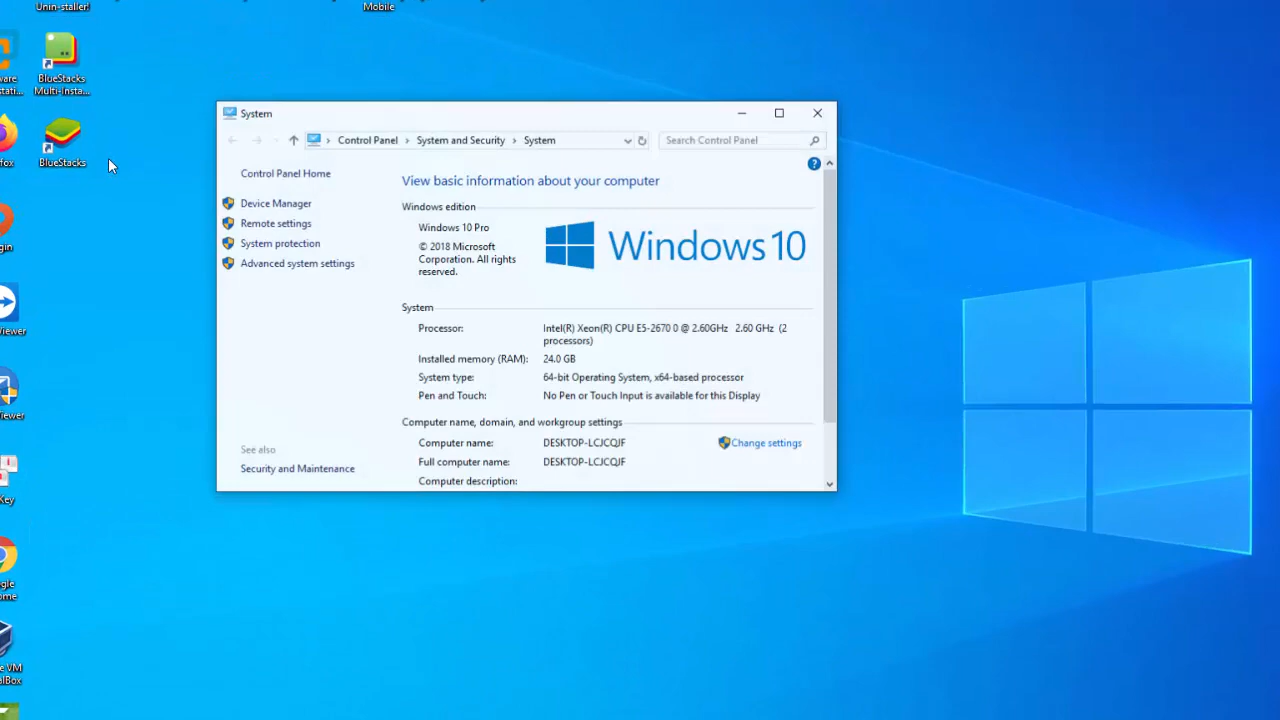 Unin-staller!
Mobile
BlueStacks
Multi-Insta...
BlueStacks
System
Control Panel
System and Security
System
Search Control Panel
?
Control Panel Home
Device Manager
Remote settings
System protection
Advanced system settings
See also
Security and Maintenance
View basic information about your computer
Windows edition
Windows 10 Pro
© 2018 Microsoft
Corporation. All rights
reserved.
Windows 10
System
Processor:
Intel(R) Xeon(R) CPU E5-2670 0 @ 2.60GHz 2.60 GHz (2
processors)
Installed memory (RAM):
24.0 GB
System type:
64-bit Operating System, x64-based processor
Pen and Touch:
No Pen or Touch Input is available for this Display
Computer name, domain, and workgroup settings
Computer name:
DESKTOP-LCJCQJF
Change settings
Full computer name:
DESKTOP-LCJCQJF
Computer description: